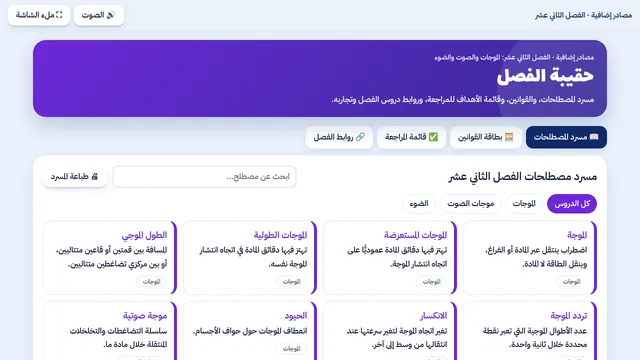 مصادر إضافية - الفصل الثاني عشر
🔊 الصوت
⛶ ملء الشاشة
مصادر إضافية - الفصل الثاني عشر: الموجات والصوت والضوء
حقيبة الفصل
مسرد المصطلحات، والقوانين، وقائمة الأهداف للمراجعة، وروابط دروس الفصل وتجاربه.
📖 مسرد المصطلحات
🧮 بطاقة القوانين
✅ قائمة المراجعة
🔗 روابط الفصل
مسرد مصطلحات الفصل الثاني عشر
ابحث عن مصطلح...
🖨 طباعة المسرد
كل الدروس
الموجات
موجات الصوت
الضوء
الموجة
اضطراب ينتقل عبر المادة أو الفراغ،
وينقل الطاقة لا المادة.
الموجات
الموجات المستعرضة
تهتز فيها دقائق المادة عموديًّا على
اتجاه انتشار الموجة.
الموجات
الموجات الطولية
تهتز فيها دقائق المادة في اتجاه انتشار
الموجة نفسه.
الموجات
الطول الموجي
المسافة بين قمتين أو قاعين متتاليين،
أو بين مركزي تضاغطين متتاليين.
الموجات
تردد الموجة
عدد الأطوال الموجية التي تعبر نقطة
محددة خلال ثانية واحدة.
الموجات
الانكسار
تغير اتجاه الموجة لتغير سرعتها عند
انتقالها من وسط إلى آخر.
الموجات
الحيود
انعطاف الموجات حول حواف الأجسام.
الموجات
موجة صوتية
سلسلة التضاغطات والتخلخلات
المنتقلة خلال مادة ما.